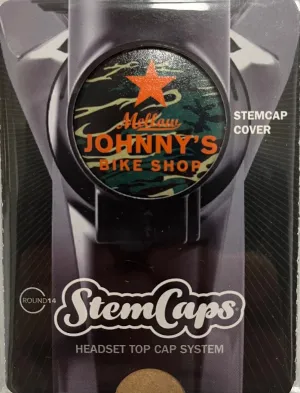 Mellow
JOHNNY'S
BIKE SHOP
STEMCAP
COVER
ROUND14
StemCaps
HEADSET TOP CAP SYSTEM